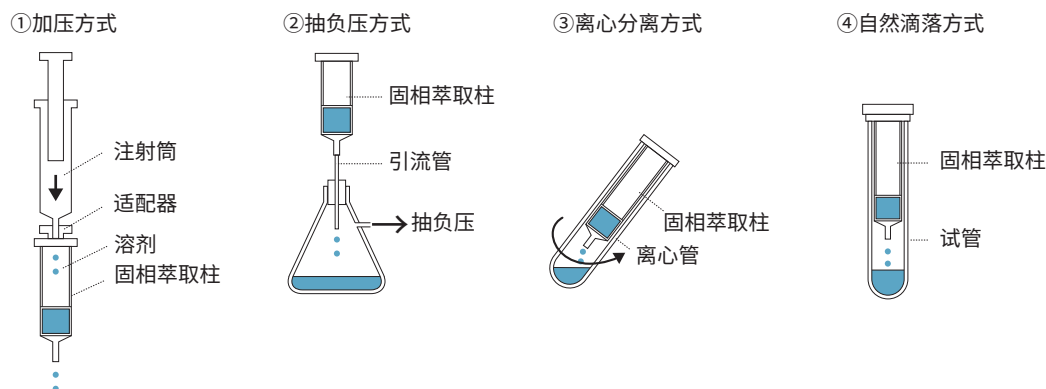 ①加压方式
②抽负压方式
③离心分离方式
④自然滴落方式
注射筒
适配器
溶剂
固相萃取柱
固相萃取柱
引流管
抽负压
固相萃取柱
离心管
固相萃取柱
试管